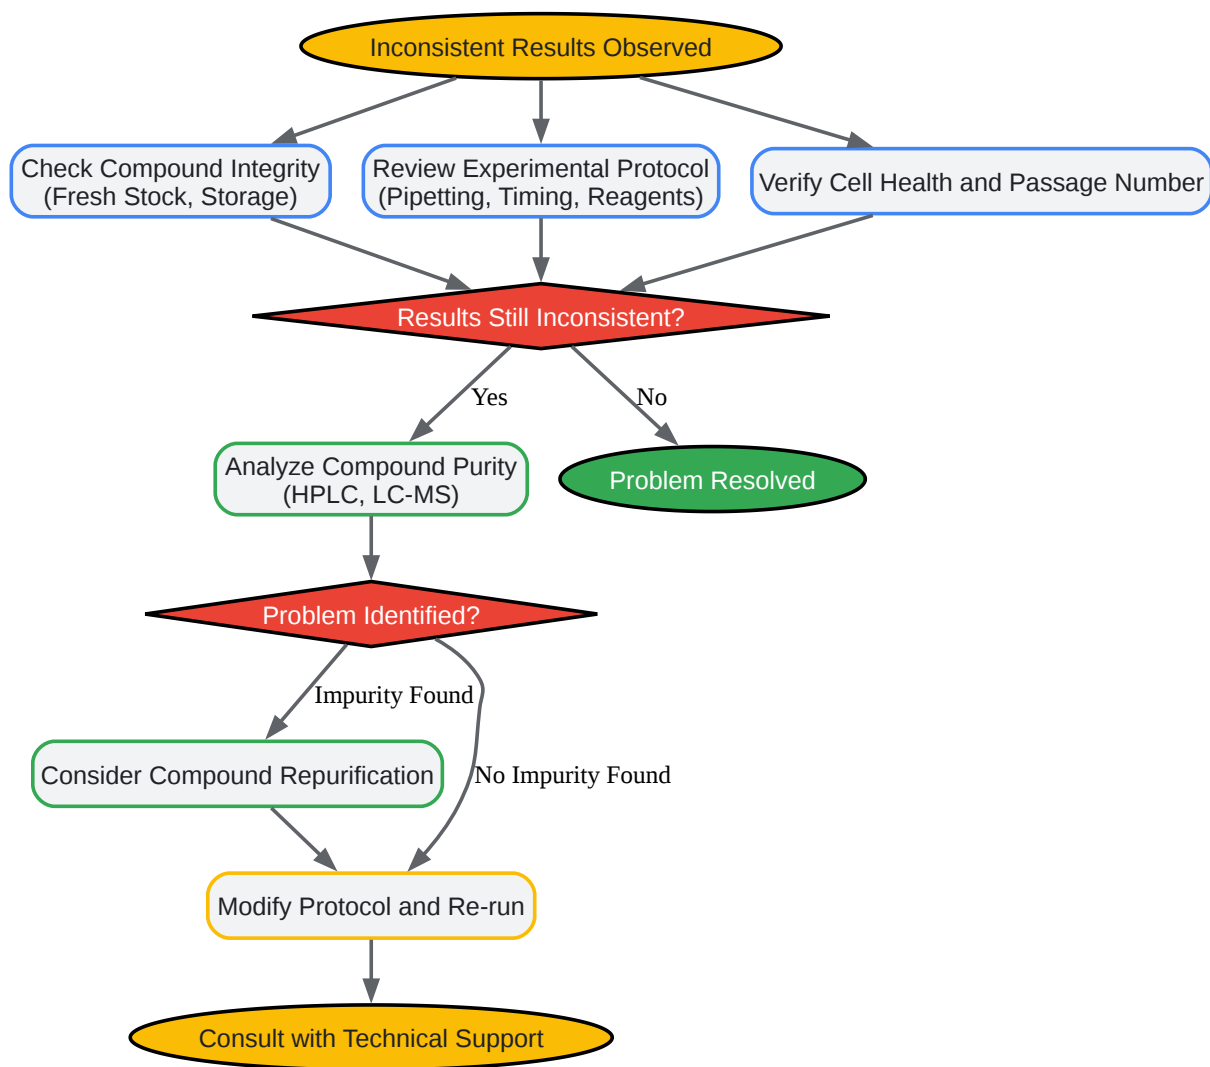 Inconsistent Results Observed
Check Compound Integrity
(Fresh Stock, Storage)
Review Experimental Protocol
(Pipetting, Timing, Reagents)
Verify Cell Health and Passage Number
Results Still Inconsistent?
Yes
No
Analyze Compound Purity
(HPLC, LC-MS)
Problem Resolved
Problem Identified?
Impurity Found
Consider Compound Repurification
No Impurity Found
Modify Protocol and Re-run
Consult with Technical Support